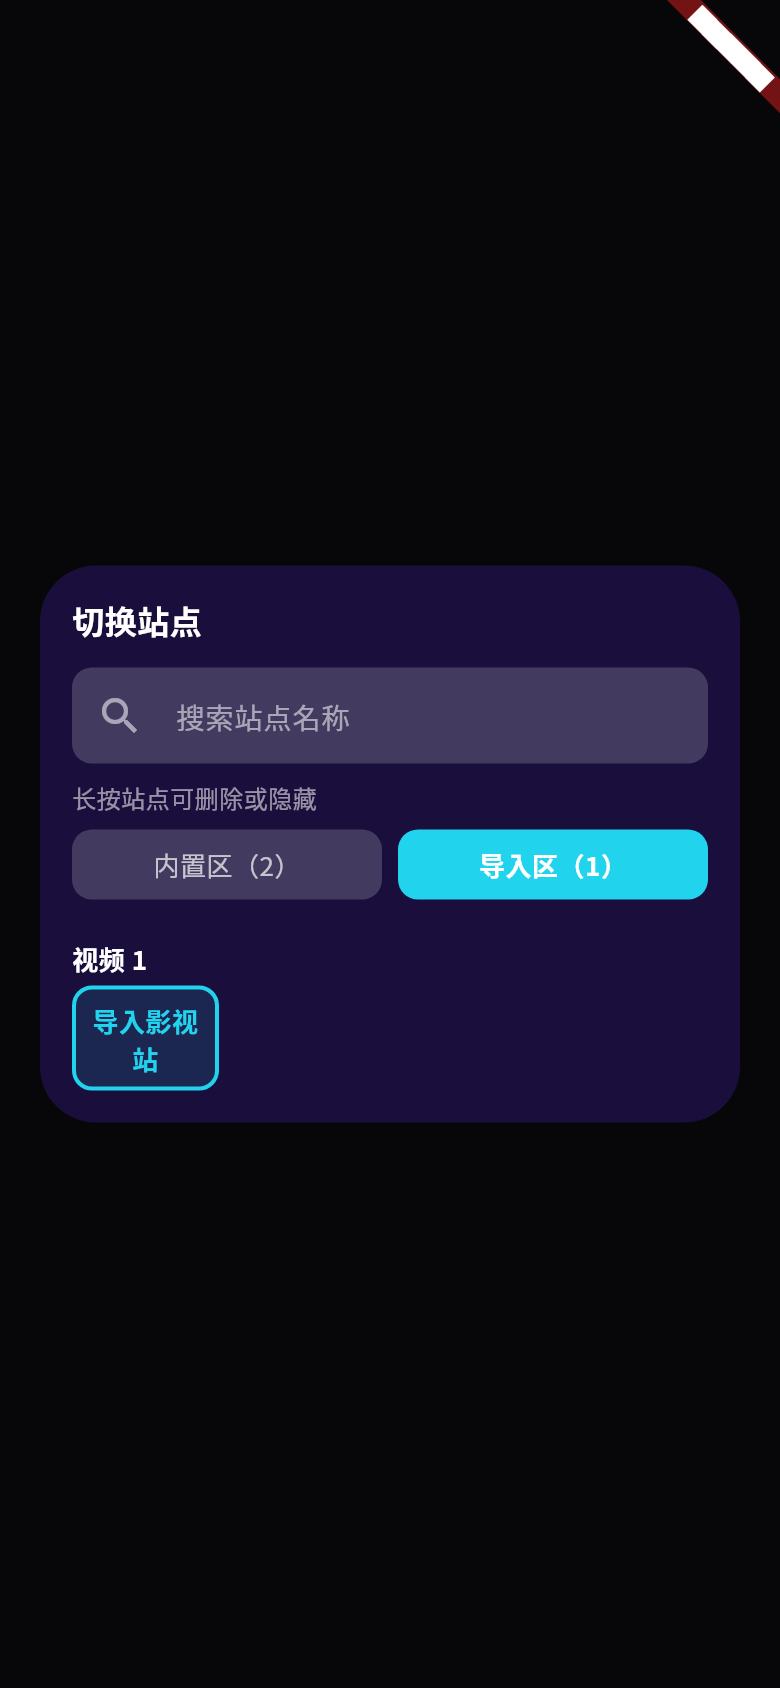 切换站点
搜索站点名称
长按站点可删除或隐藏
内置区（2）
导入区（1）
视频 1
导入影视
站